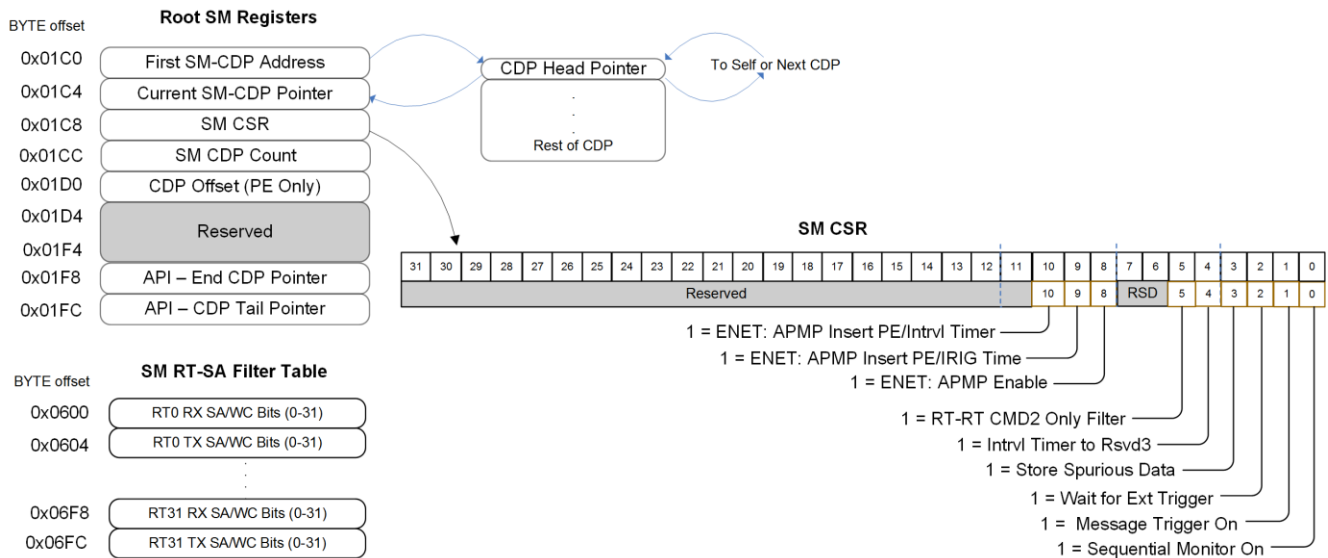 Root SM Registers
BYTE offset
0x01C0 First SM-CDP Address
0x01C4 Current SM-CDP Pointer
0x01C8 SM CSR
0x01CC SM CDP Count
0x01D0 CDP Offset (PE Only)
0x01D4
Reserved
0x01F4
0x01F8 API – End CDP Pointer
0x01FC API – CDP Tail Pointer
CDP Head Pointer
.
.
.
Rest of CDP
To Self or Next CDP
SM CSR
31 30 29 28 27 26 25 24 23 22 21 20 19 18 17 16 15 14 13 12 11 10 9 8 7 6 5 4 3 2 1 0
Reserved 10 9 8 RSD 5 4 3 2 1 0
1 = ENET: APMP Insert PE/Intrvl Timer
1 = ENET: APMP Insert PE/IRIG Time
1 = ENET: APMP Enable
1 = RT-RT CMD2 Only Filter
1 = Intrvl Timer to Rsvd3
1 = Store Spurious Data
1 = Wait for Ext Trigger
1 = Message Trigger On
1 = Sequential Monitor On
SM RT-SA Filter Table
BYTE offset
0x0600 RT0 RX SA/WC Bits (0-31)
0x0604 RT0 TX SA/WC Bits (0-31)
.
.
.
.
0x06F8 RT31 RX SA/WC Bits (0-31)
0x06FC RT31 TX SA/WC Bits (0-31)